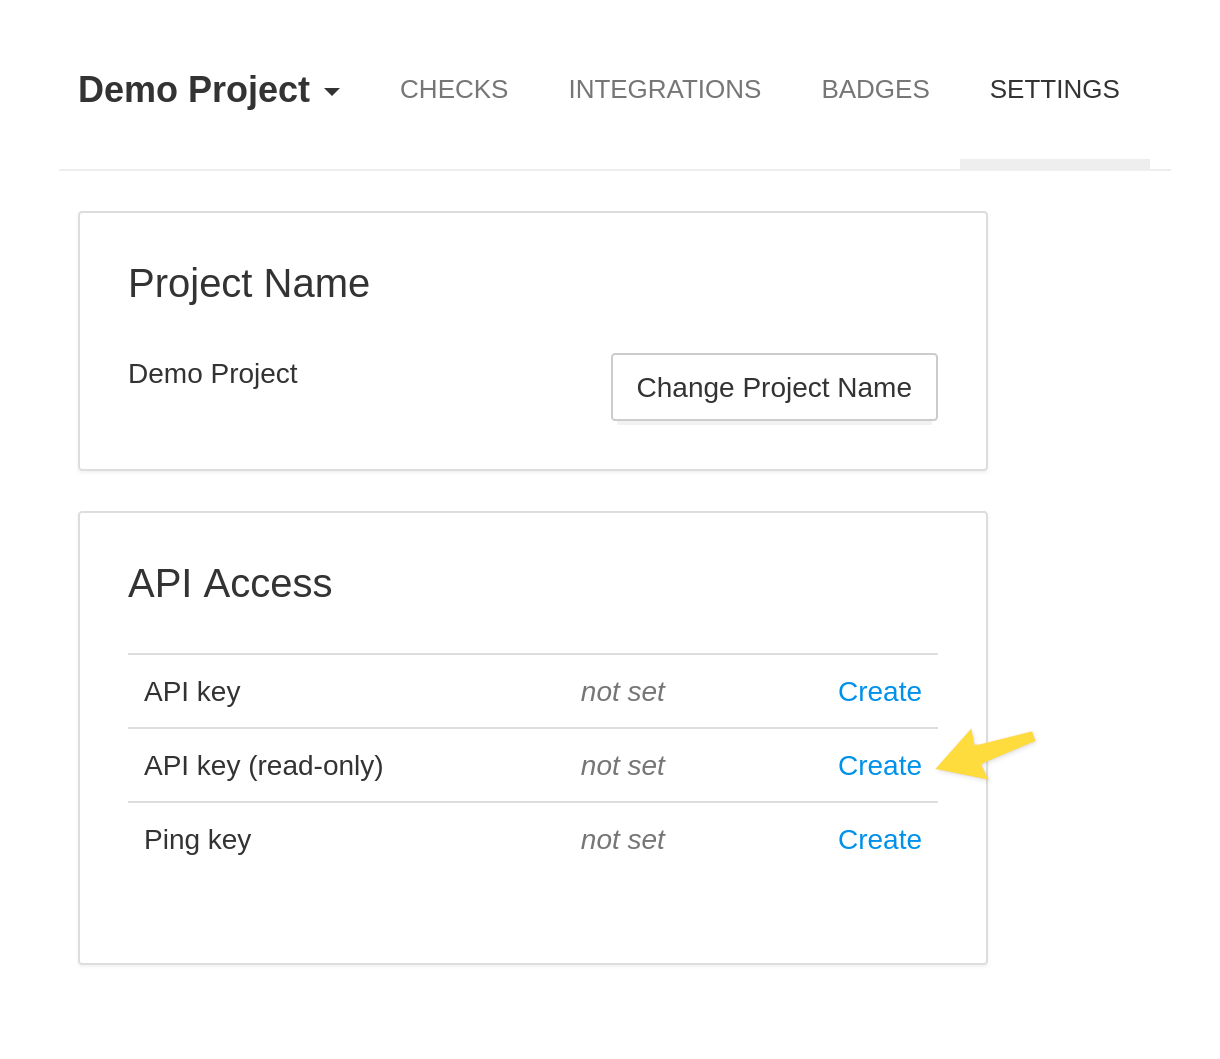 Demo Project CHECKS INTEGRATIONS BADGES SETTINGS
Project Name
Demo Project Change Project Name
API Access
API key not set Create
API key (read-only) not set Create
Ping key not set Create